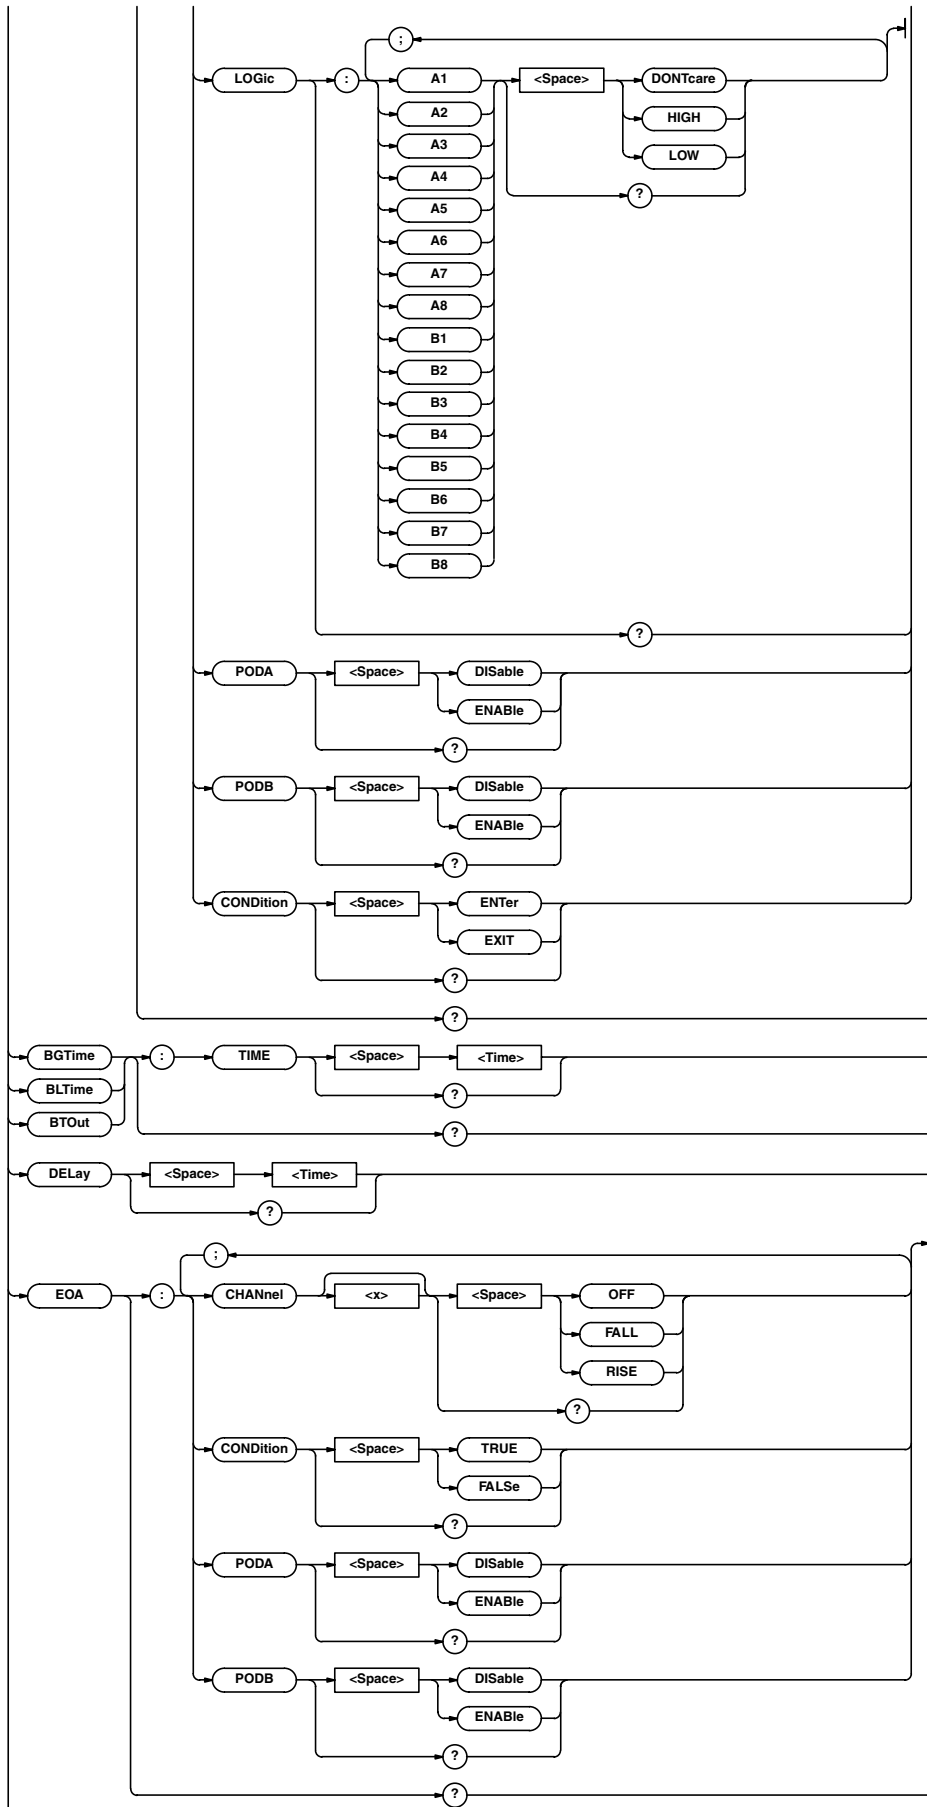 ;
LOGic : A1 <Space> DONTcare
A2 HIGH
A3 LOW
A4
?
A5
A6
A7
A8
B1
B2
B3
B4
B5
B6
B7
B8
?
PODA <Space> DISable
ENABle
?
PODB <Space> DISable
ENABle
?
CONDition <Space> ENTer
EXIT
?
?
BGTime : TIME <Space> <Time>
BLTime ?
BTOut
?
DELay <Space> <Time>
?
;
EOA : CHANnel <x> <Space> OFF
FALL
RISE
?
CONDition <Space> TRUE
FALSe
?
PODA <Space> DISable
ENABle
?
PODB <Space> DISable
ENABle
?
?